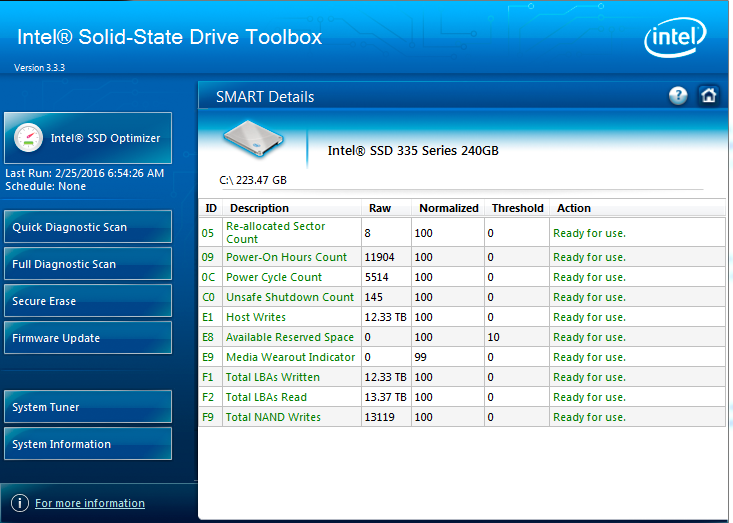 Intel® Solid-State Drive Toolbox
intel
Version 3.3.3
SMART Details
?
Intel® SSD Optimizer
Last Run: 2/25/2016 6:54:26 AM
Schedule: None
Quick Diagnostic Scan
Full Diagnostic Scan
Secure Erase
Firmware Update
System Tuner
System Information
i For more information
Intel® SSD 335 Series 240GB
C:\ 223.47 GB
ID Description Raw Normalized Threshold Action
05 Re-allocated Sector Count 8 100 0 Ready for use.
09 Power-On Hours Count 11904 100 0 Ready for use.
0C Power Cycle Count 5514 100 0 Ready for use.
C0 Unsafe Shutdown Count 145 100 0 Ready for use.
E1 Host Writes 12.33 TB 100 0 Ready for use.
E8 Available Reserved Space 0 100 10 Ready for use.
E9 Media Wearout Indicator 0 99 0 Ready for use.
F1 Total LBAs Written 12.33 TB 100 0 Ready for use.
F2 Total LBAs Read 13.37 TB 100 0 Ready for use.
F9 Total NAND Writes 13119 100 0 Ready for use.